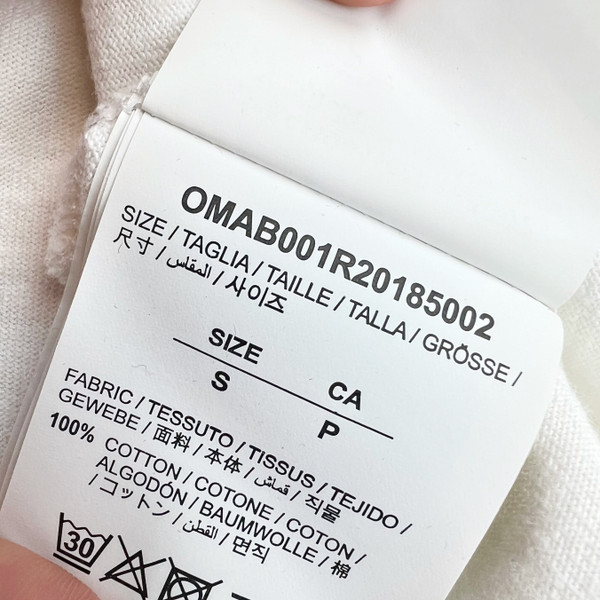 OMAB001R20185002
SIZE / TAGLIA / TAILLE / TALLA / GRÖSSE /
尺寸 / المقاس / 사이즈
SIZE CA
S P
FABRIC / TESSUTO / TISSUS / TEJIDO /
GEWEBE / 面料 / 本体 / قماش / 직물
100% COTTON / COTONE / COTON /
ALGODÓN / BAUMWOLLE / 棉
/ コットン / القطن / 면직
30